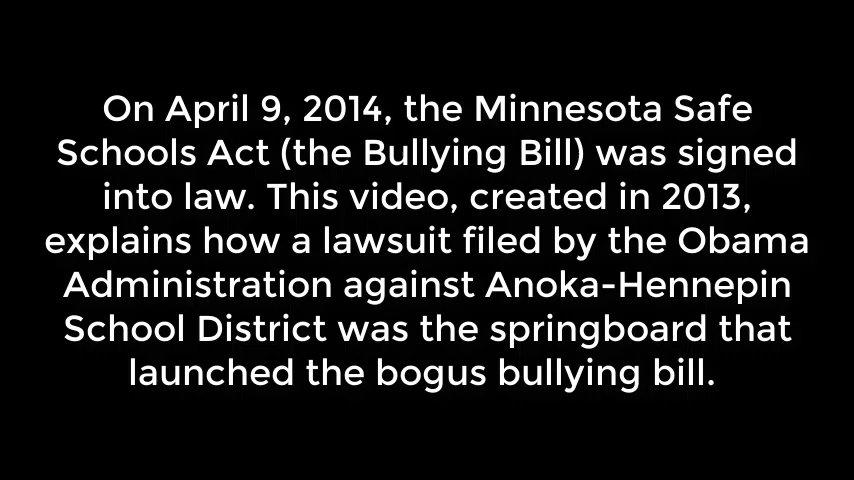 On April 9, 2014, the Minnesota Safe
Schools Act (the Bullying Bill) was signed
into law. This video, created in 2013,
explains how a lawsuit filed by the Obama
Administration against Anoka-Hennepin
School District was the springboard that
launched the bogus bullying bill.